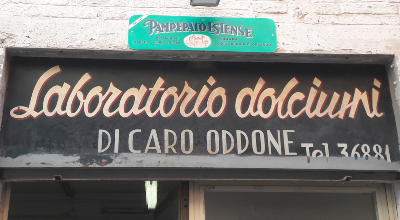 PAMPEPATO ESTENSE
Laboratorio dolciumi
DI CARO ODDONE
Tel. 36881